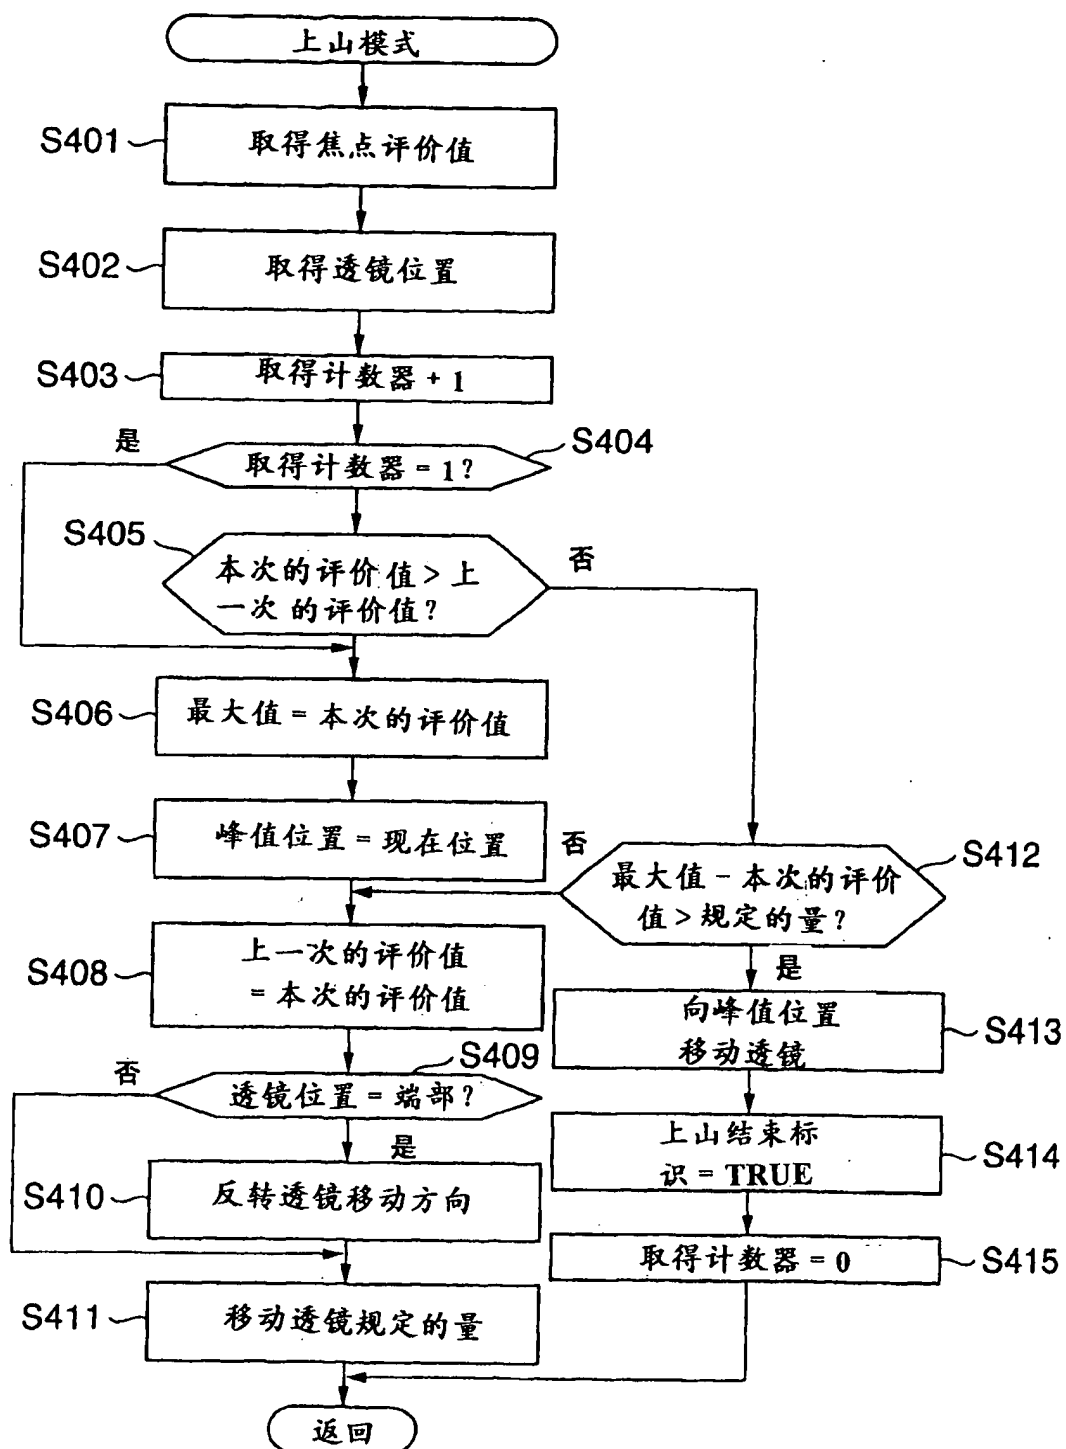 上山模式
S401
取得焦点评价值
S402
取得透镜位置
S403
取得计数器 + 1
是
取得计数器 = 1?
S404
S405
本次的评价值 > 上
一次 的评价值?
否
S406
最大值 = 本次的评价值
S407
峰值位置 = 现在位置
否
最大值 - 本次的评价
值 > 规定的量?
S412
S408
上一次的评价值
= 本次的评价值
是
向峰值位置
移动透镜
S413
否
透镜位置 = 端部?
S409
是
上山结束标
识 = TRUE
S414
S410
反转透镜移动方向
取得计数器 = 0
S415
S411
移动透镜规定的量
返回